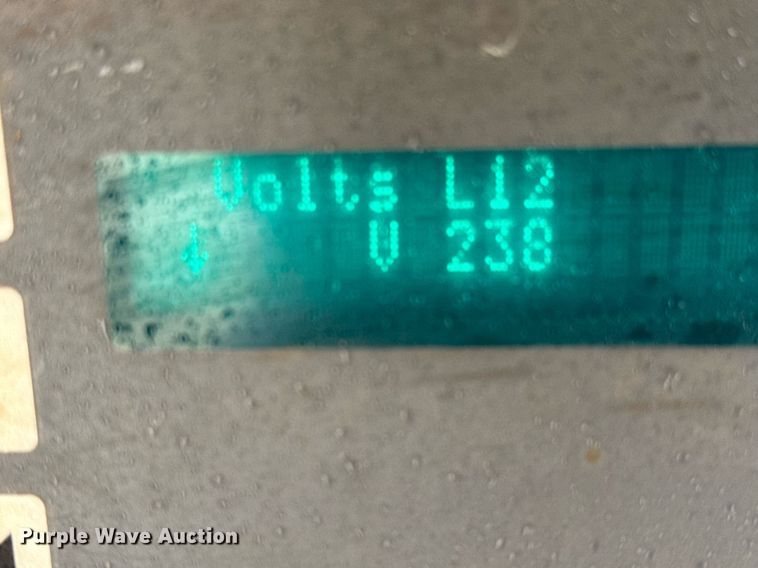 Volts L12
↓ V 238
Purple Wave Auction